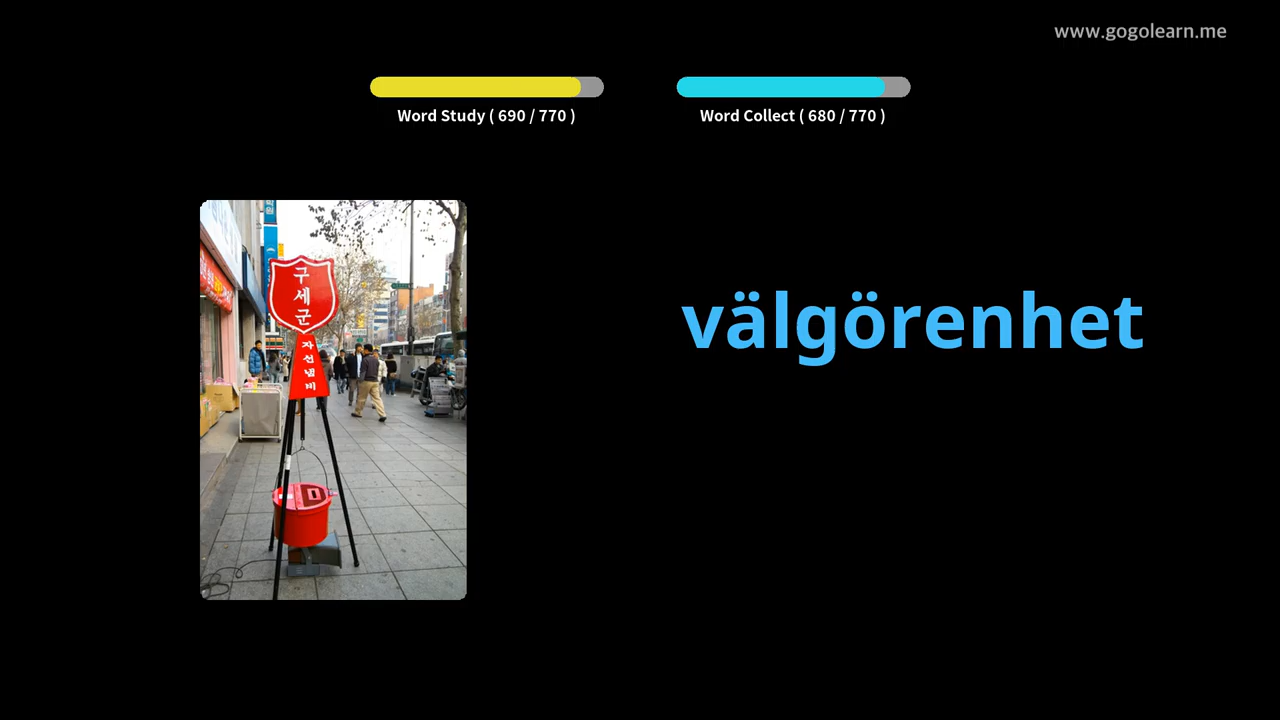 www.gogolearn.me
Word Study ( 690 / 770 )
Word Collect ( 680 / 770 )
구세군
자선냄비
välgörenhet